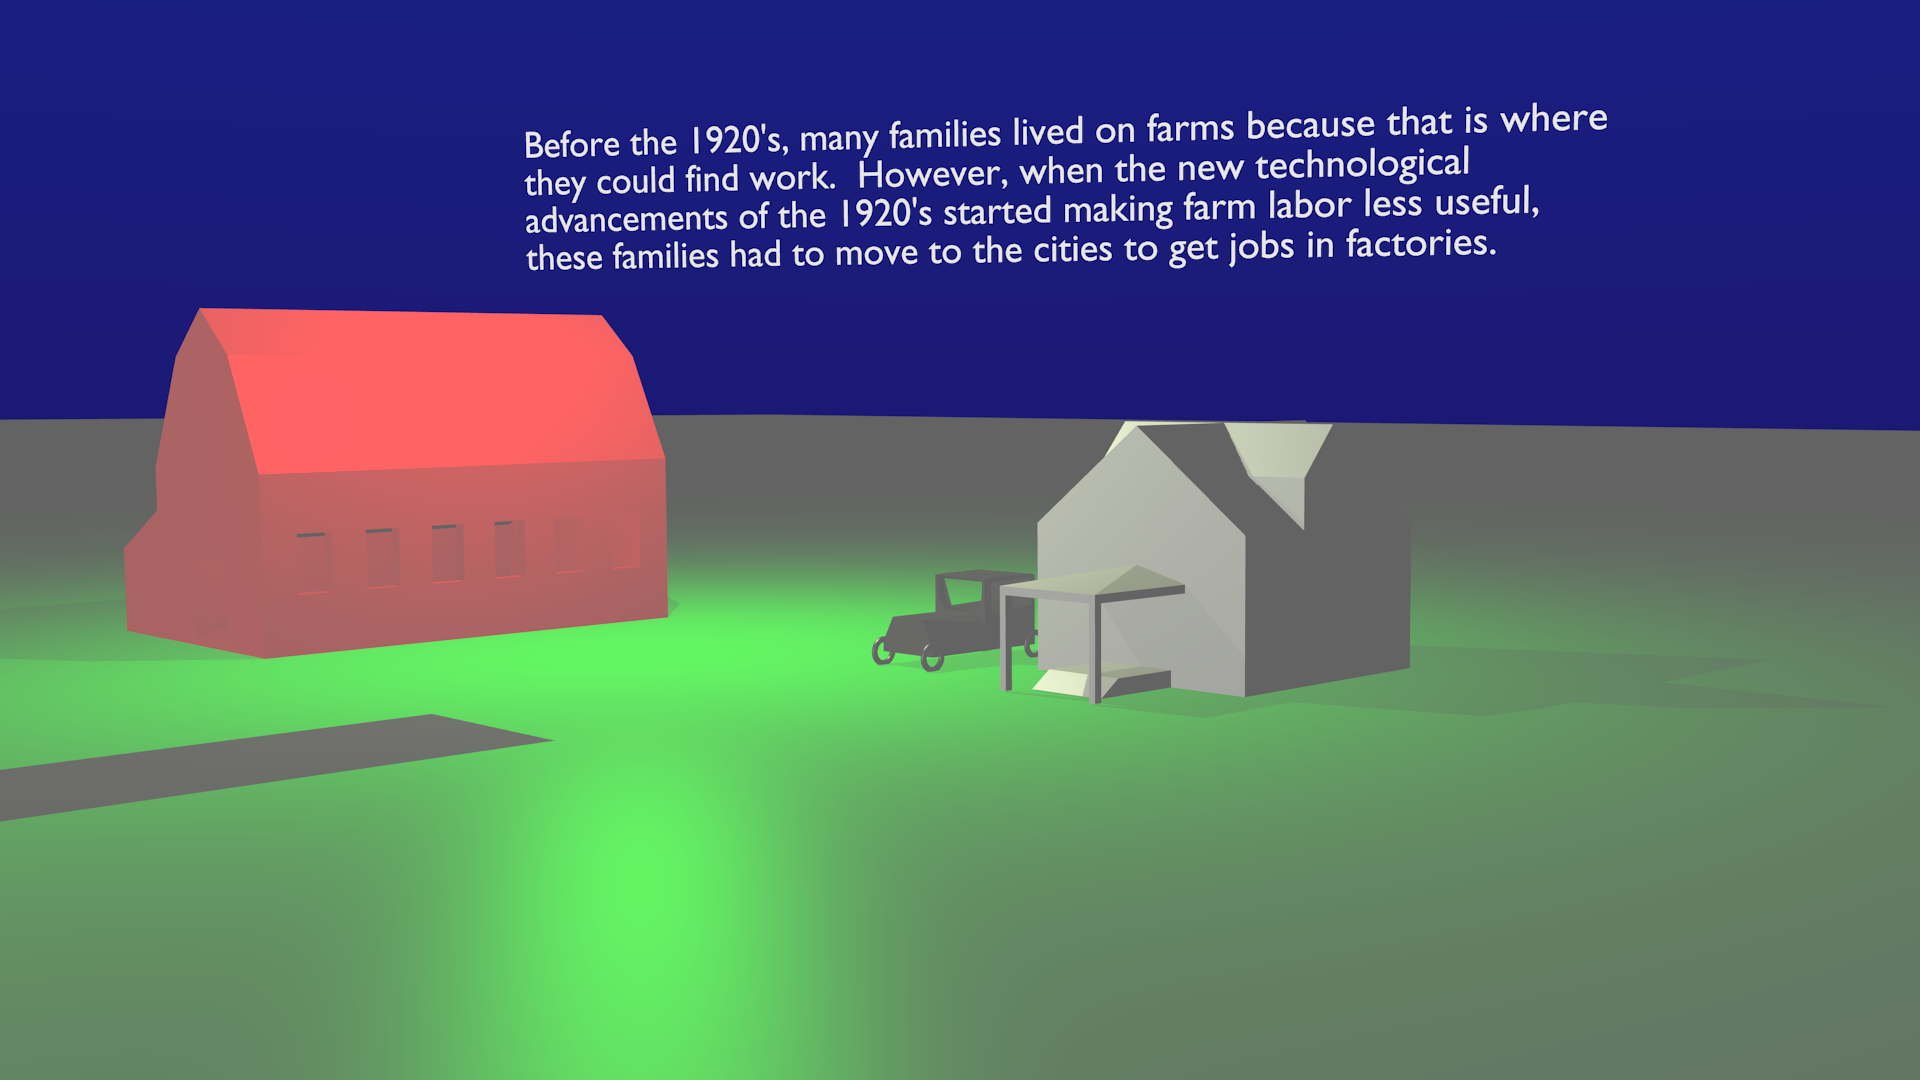 Before the 1920's, many families lived on farms because that is where
they could find work.  However, when the new technological
advancements of the 1920's started making farm labor less useful,
these families had to move to the cities to get jobs in factories.